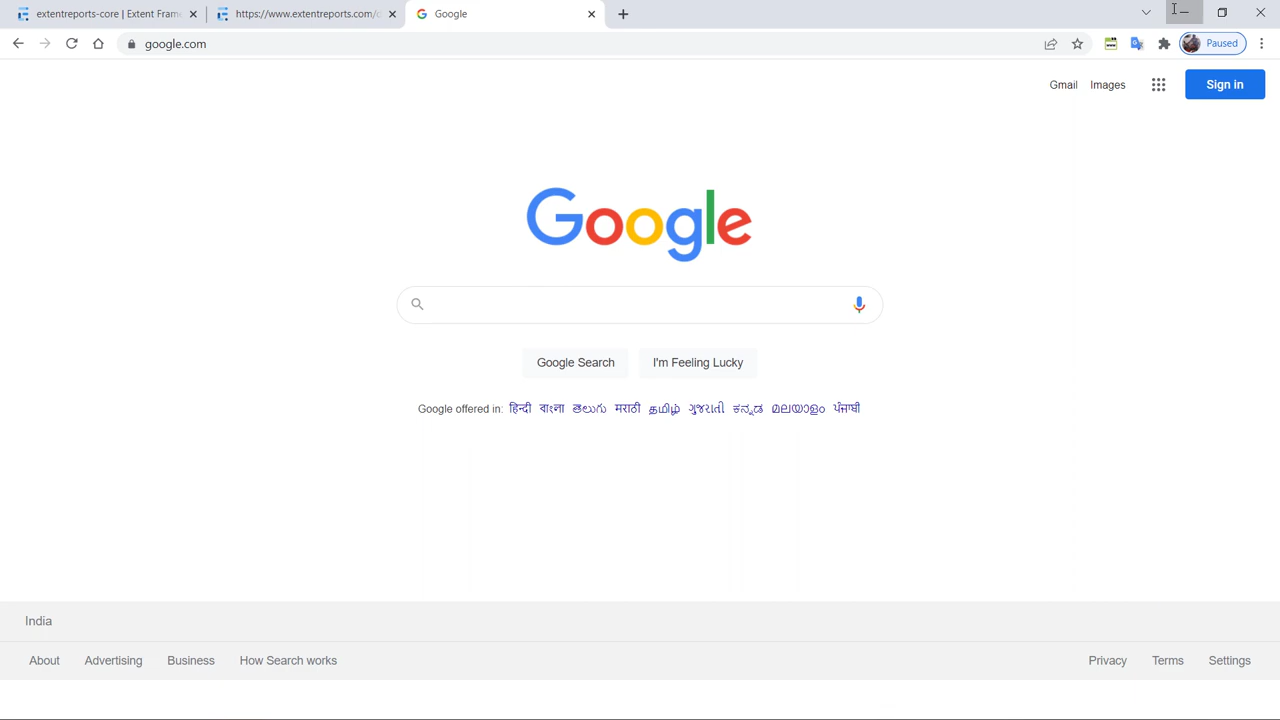 extentreports-core | Extent Fram
https://www.extentreports.com/
Google
google.com
Paused
Gmail Images
Sign in
Google
Google Search I'm Feeling Lucky
Google offered in: हिन्दी বাংলা తెలుగు मराठी தமிழ் ગુજરાતી ಕನ್ನಡ മലയാളം ਪੰਜਾਬੀ
India
About Advertising Business How Search works
Privacy Terms Settings